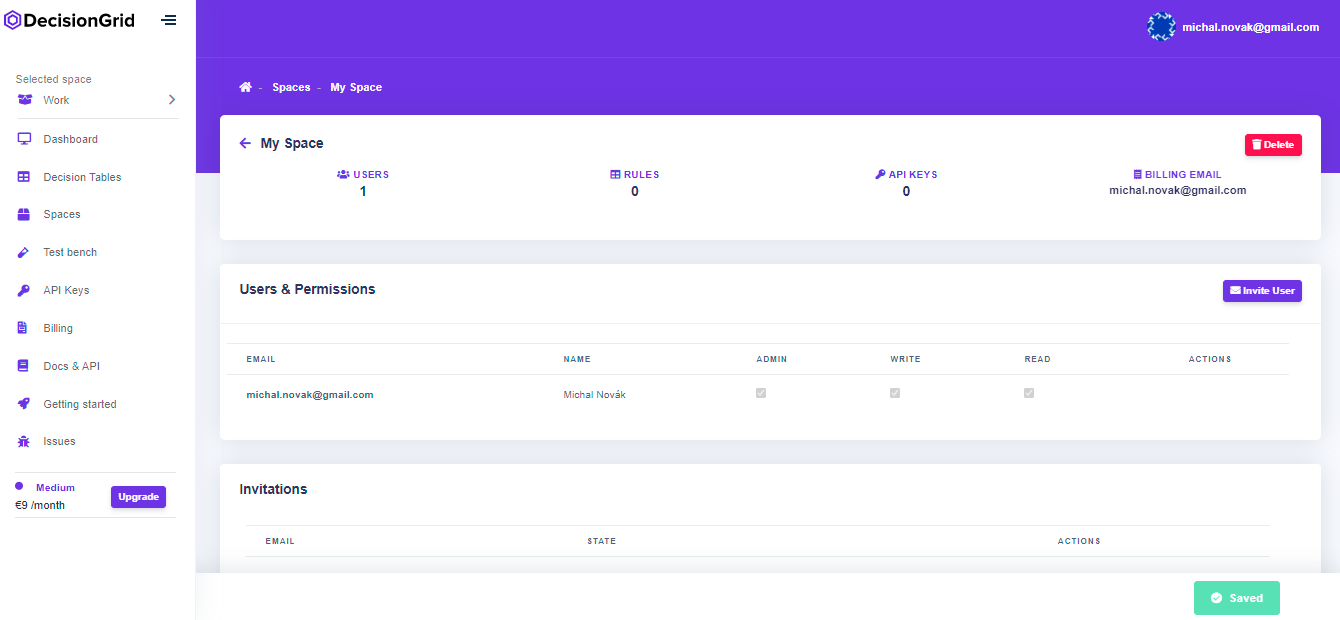 DecisionGrid
michal.novak@gmail.com
Selected space
Work
Dashboard
Decision Tables
Spaces
Test bench
API Keys
Billing
Docs & API
Getting started
Issues
Medium
€9 /month
Upgrade
- Spaces - My Space
My Space
Delete
USERS
1
RULES
0
API KEYS
0
BILLING EMAIL
michal.novak@gmail.com
Users & Permissions
Invite User
EMAIL NAME ADMIN WRITE READ ACTIONS
michal.novak@gmail.com Michal Novák
Invitations
EMAIL STATE ACTIONS
Saved